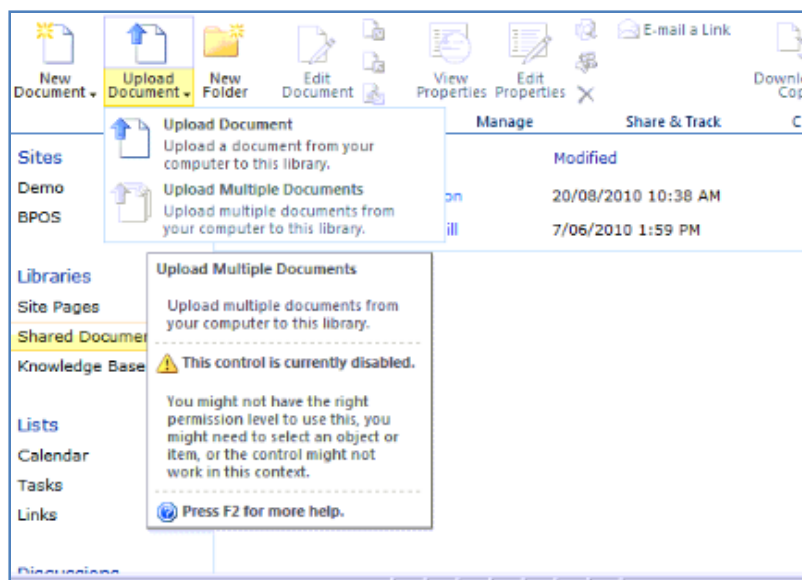 New
Document
Upload
Document
New
Folder
Edit
Document
View
Properties
Edit
Properties
E-mail a Link
Manage
Share & Track
Upload Document
Upload a document from your
computer to this library.
Upload Multiple Documents
Upload multiple documents from
your computer to this library.
Sites
Demo
BPOS
Modified
20/08/2010 10:38 AM
7/06/2010 1:59 PM
Libraries
Site Pages
Shared Documen
Knowledge Base
Lists
Calendar
Tasks
Links
Discussions
Upload Multiple Documents
Upload multiple documents from
your computer to this library.
This control is currently disabled.
You might not have the right
permission level to use this, you
might need to select an object or
item, or the control might not
work in this context.
Press F2 for more help.